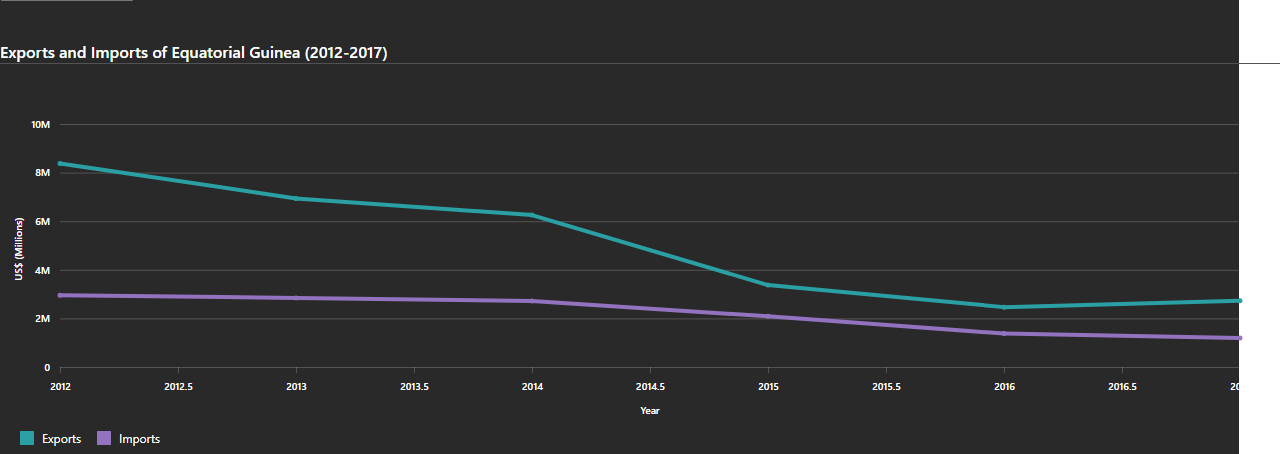 Exports and Imports of Equatorial Guinea (2012-2017)
10M
8M
6M
4M
2M
0
US$ (Millions)
2012 2012.5 2013 2013.5 2014 2014.5 2015 2015.5 2016 2016.5 20
Year
Exports Imports